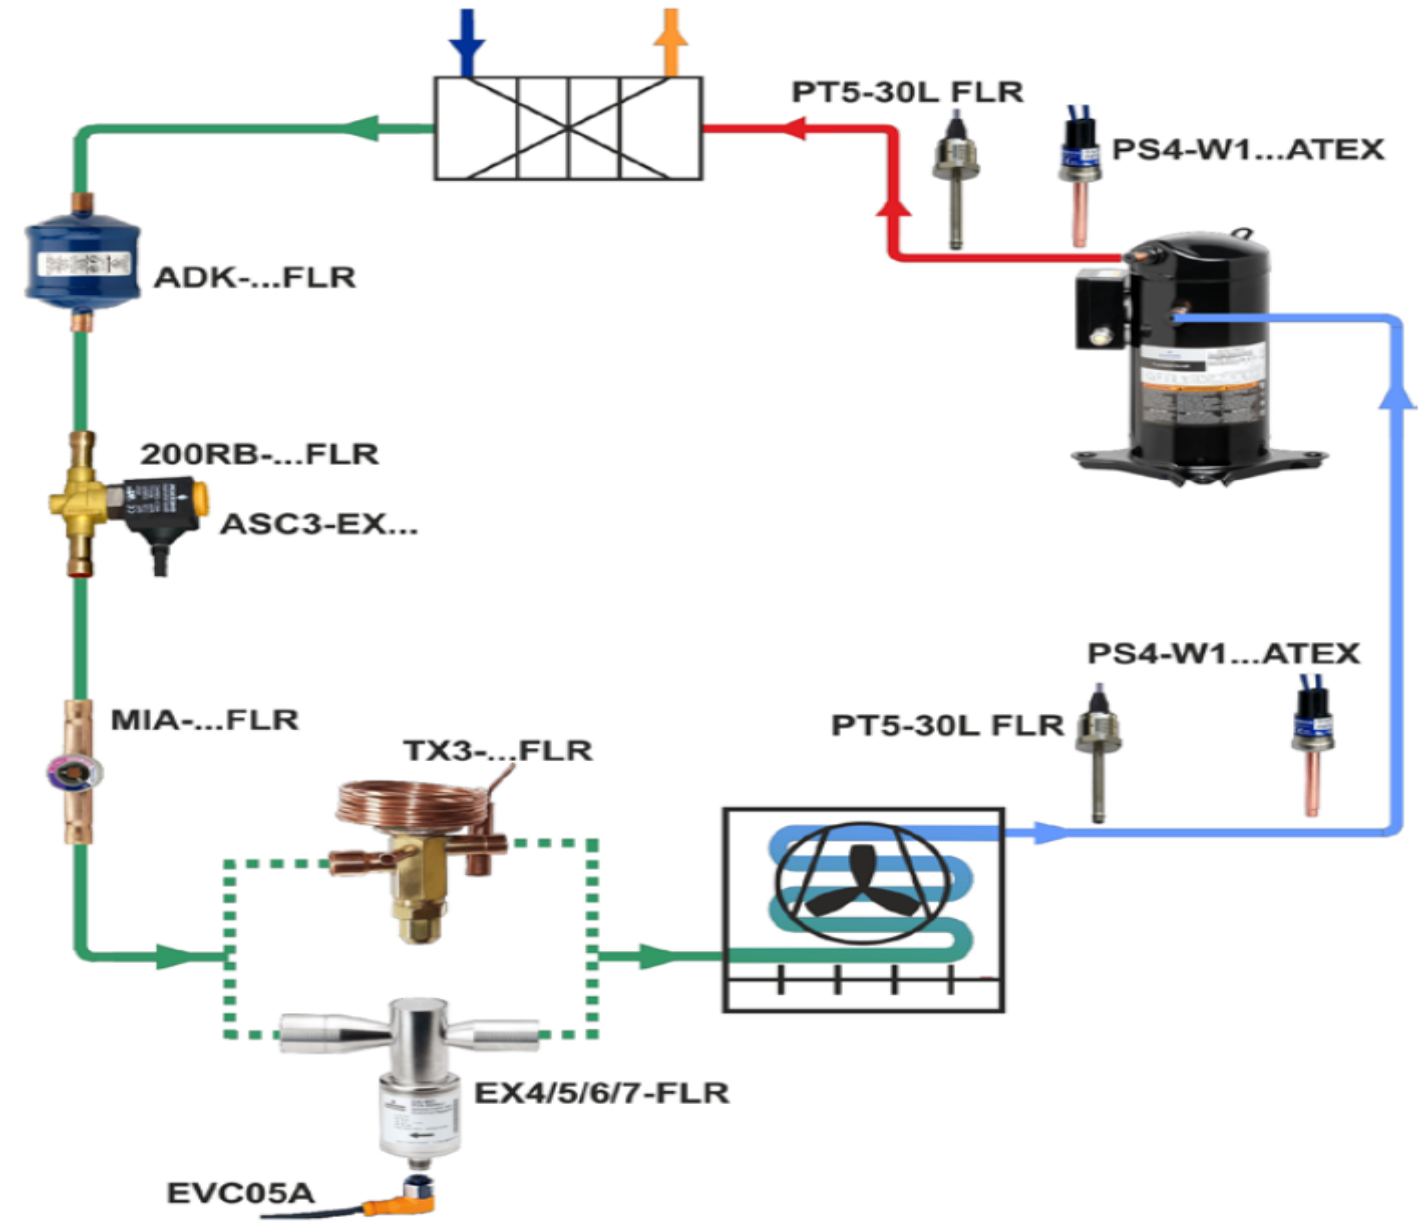 PT5-30L FLR
PS4-W1...ATEX
ADK-...FLR
200RB-...FLR
ASC3-EX...
PS4-W1...ATEX
MIA-...FLR
PT5-30L FLR
TX3-...FLR
EX4/5/6/7-FLR
EVC05A